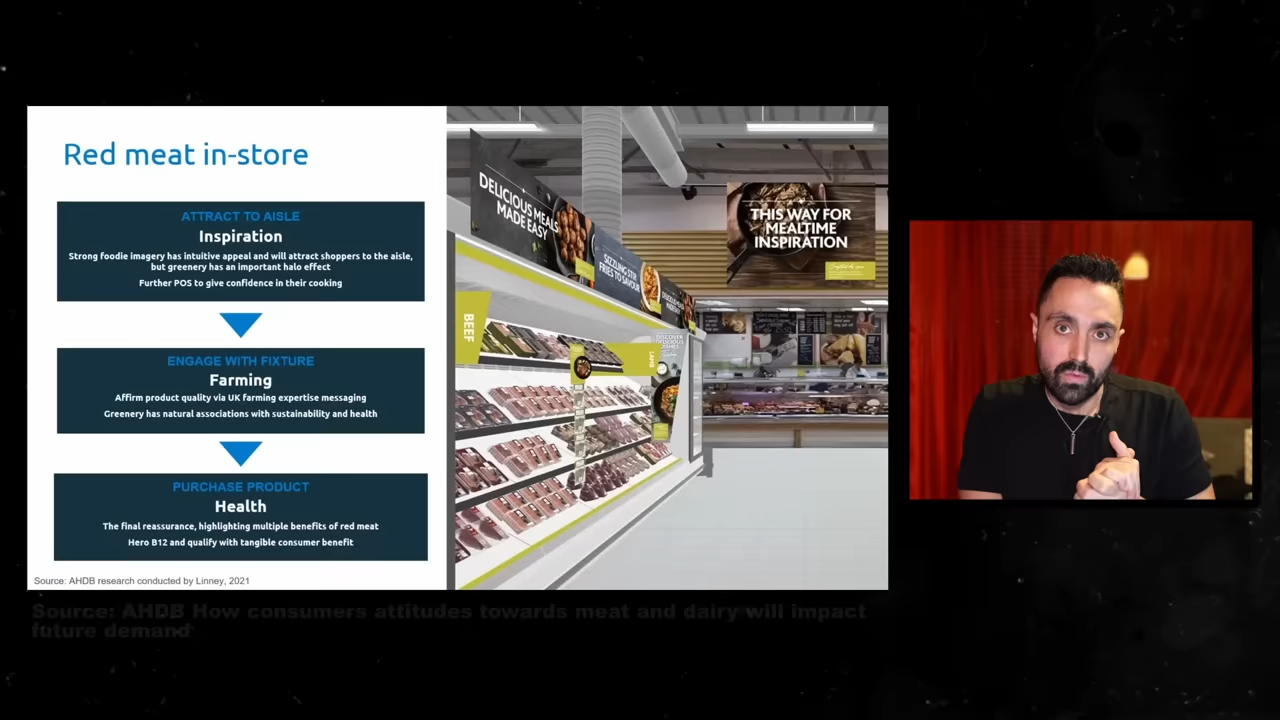 Red meat in-store
ATTRACT TO AISLE
Inspiration
Strong foodie imagery has intuitive appeal and will attract shoppers to the aisle,
but greenery has an important halo effect
Further POS to give confidence in their cooking
ENGAGE WITH FIXTURE
Farming
Affirm product quality via UK farming expertise messaging
Greenery has natural associations with sustainability and health
PURCHASE PRODUCT
Health
The final reassurance, highlighting multiple benefits of red meat
Hero B12 and qualify with tangible consumer benefit
Source: AHDB research conducted by Linney, 2021
DELICIOUS MEALS
MADE EASY
SIZZLING STIR
FRIES TO SAVOUR
THIS WAY FOR
MEALTIME
INSPIRATION
BEEF
LAMB
DISCOVER
DELICIOUS
DISHES
Source: AHDB How consumers attitudes towards meat and dairy will impact
future demand